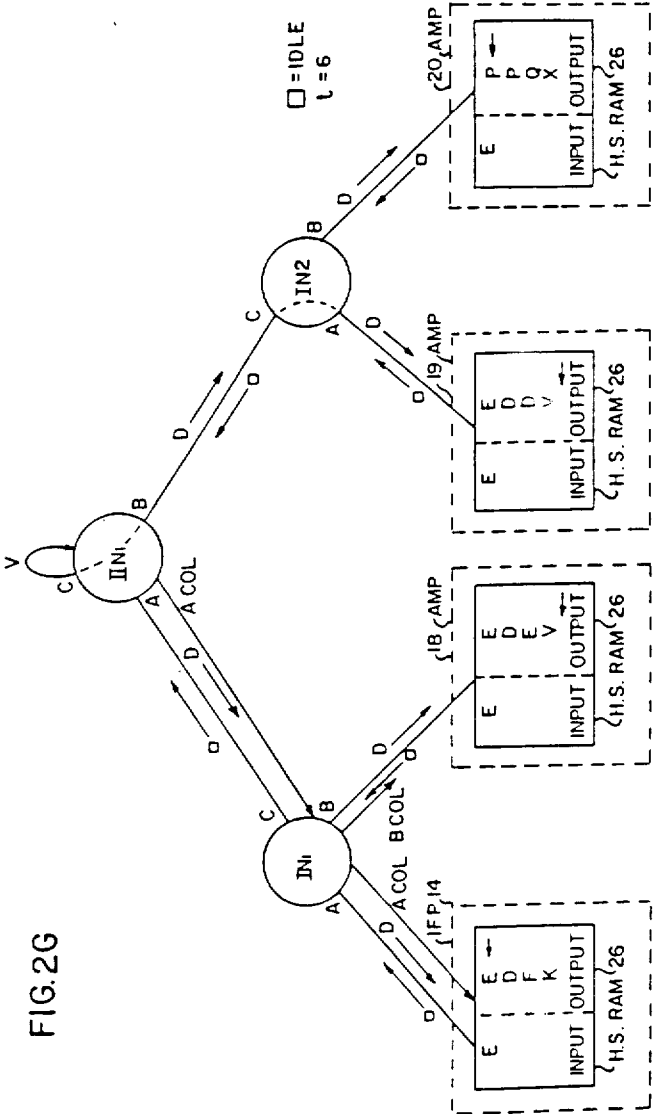 FIG.2G
□ = IDLE
t = 6
V
C
IIN1
A
B
A COL
D
□
D
□
C
IN1
A
B
A COL
B COL
D
□
D
□
C
IN2
A
B
D
□
D
□
IFP 14
E
E
D
F
K
INPUT
OUTPUT
H.S. RAM 26
18 AMP
E
E
D
E
V
INPUT
OUTPUT
H.S. RAM 26
19 AMP
E
E
D
D
V
INPUT
OUTPUT
H.S. RAM 26
20 AMP
E
P
P
Q
X
INPUT
OUTPUT
H.S. RAM 26